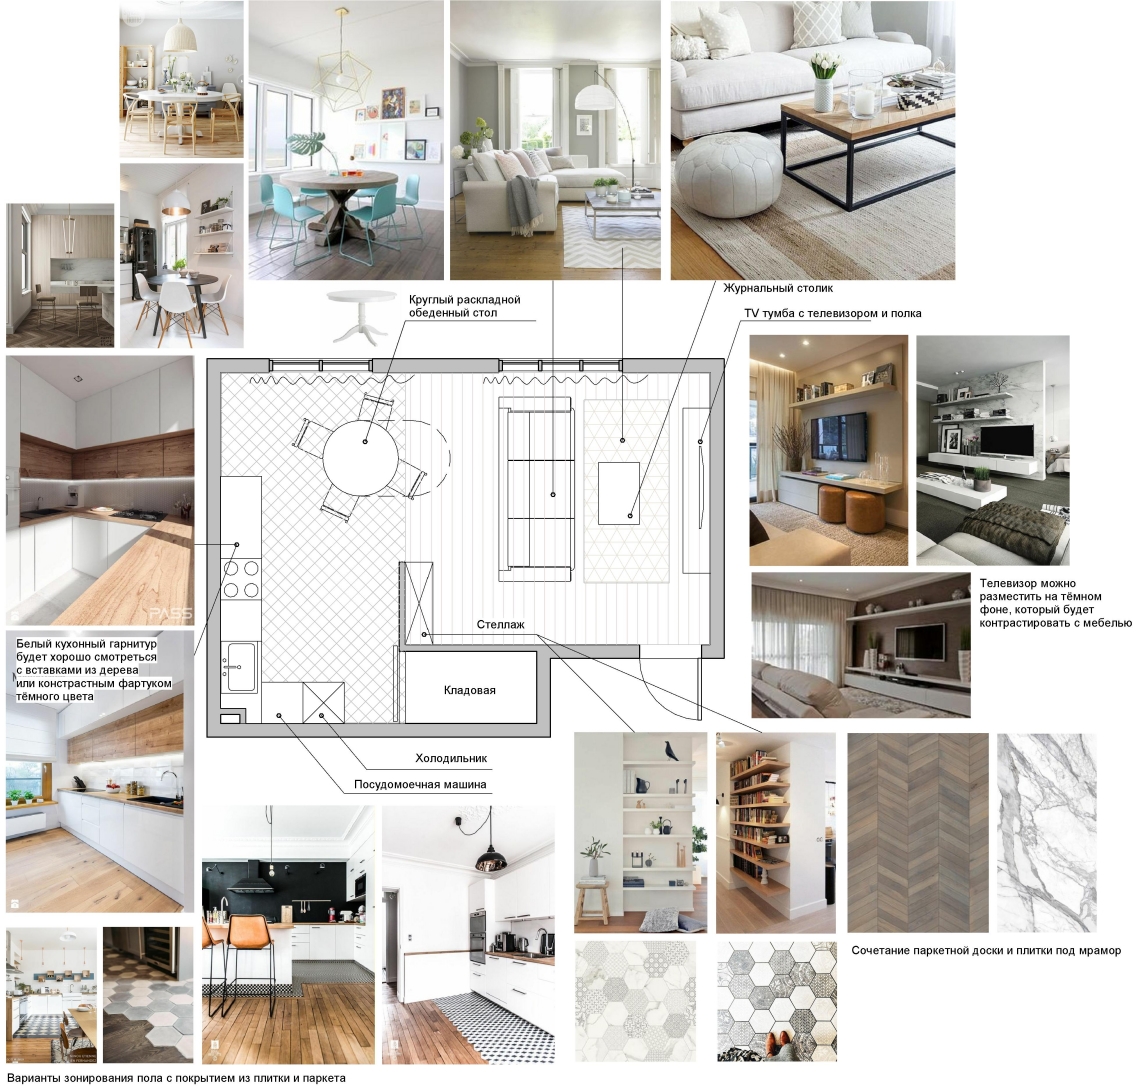 Журнальный столик
Круглый раскладной
обеденный стол
TV тумба с телевизором и полка
Телевизор можно
разместить на тёмном
фоне, который будет
контрастировать с мебелью
PASS
Стеллаж
Белый кухонный гарнитур
будет хорошо смотреться
с вставками из дерева
или констрастным фартуком
тёмного цвета
Кладовая
Холодильник
Посудомоечная машина
Сочетание паркетной доски и плитки под мрамор
Варианты зонирования пола с покрытием из плитки и паркета